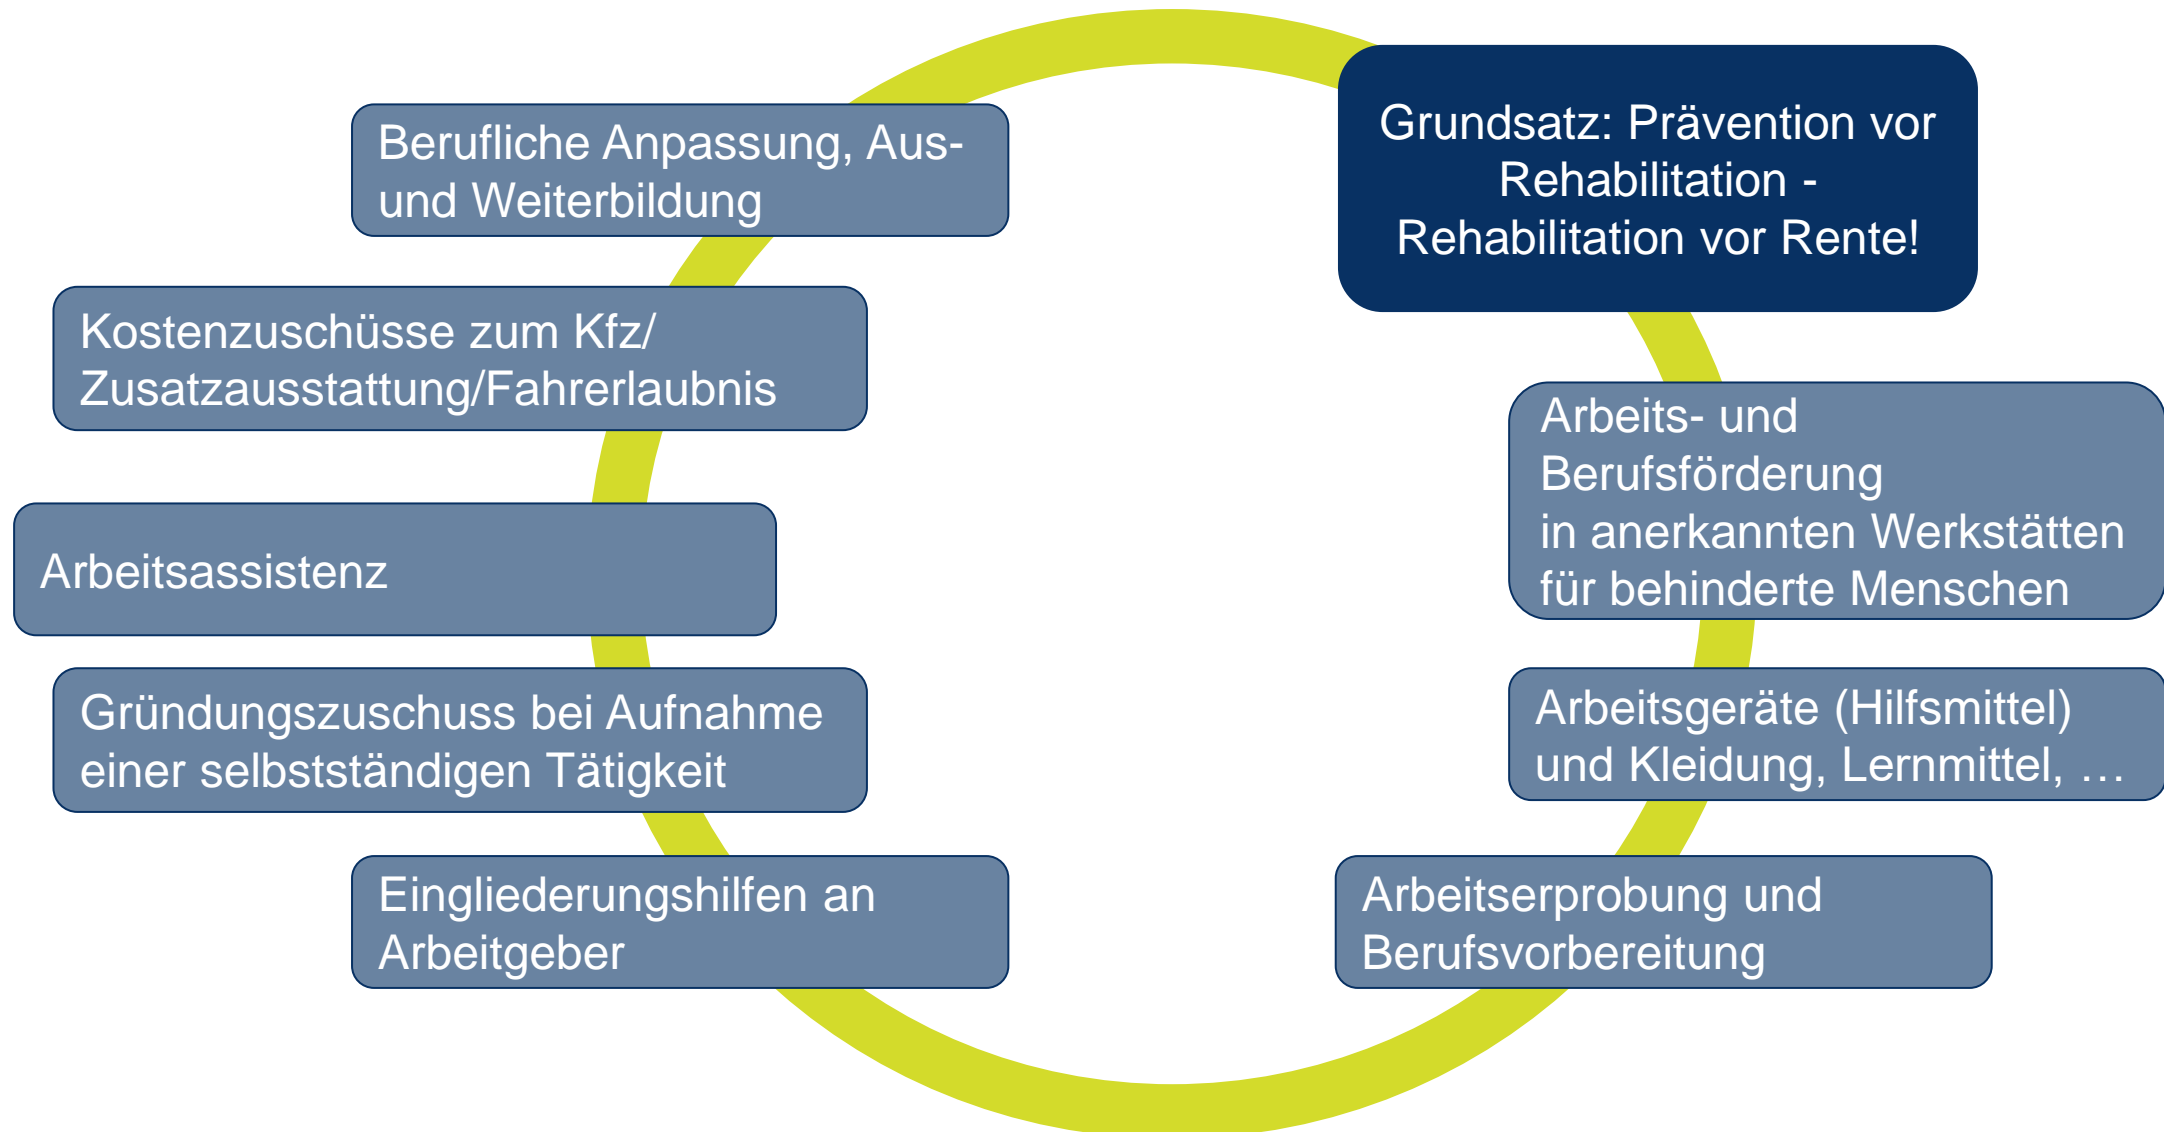 Berufliche Anpassung, Aus-
und Weiterbildung
Kostenzuschüsse zum Kfz/
Zusatzausstattung/Fahrerlaubnis
Arbeitsassistenz
Gründungszuschuss bei Aufnahme
einer selbstständigen Tätigkeit
Eingliederungshilfen an
Arbeitgeber
Grundsatz: Prävention vor
Rehabilitation -
Rehabilitation vor Rente!
Arbeits- und
Berufsförderung
in anerkannten Werkstätten
für behinderte Menschen
Arbeitsgeräte (Hilfsmittel)
und Kleidung, Lernmittel, …
Arbeitserprobung und
Berufsvorbereitung